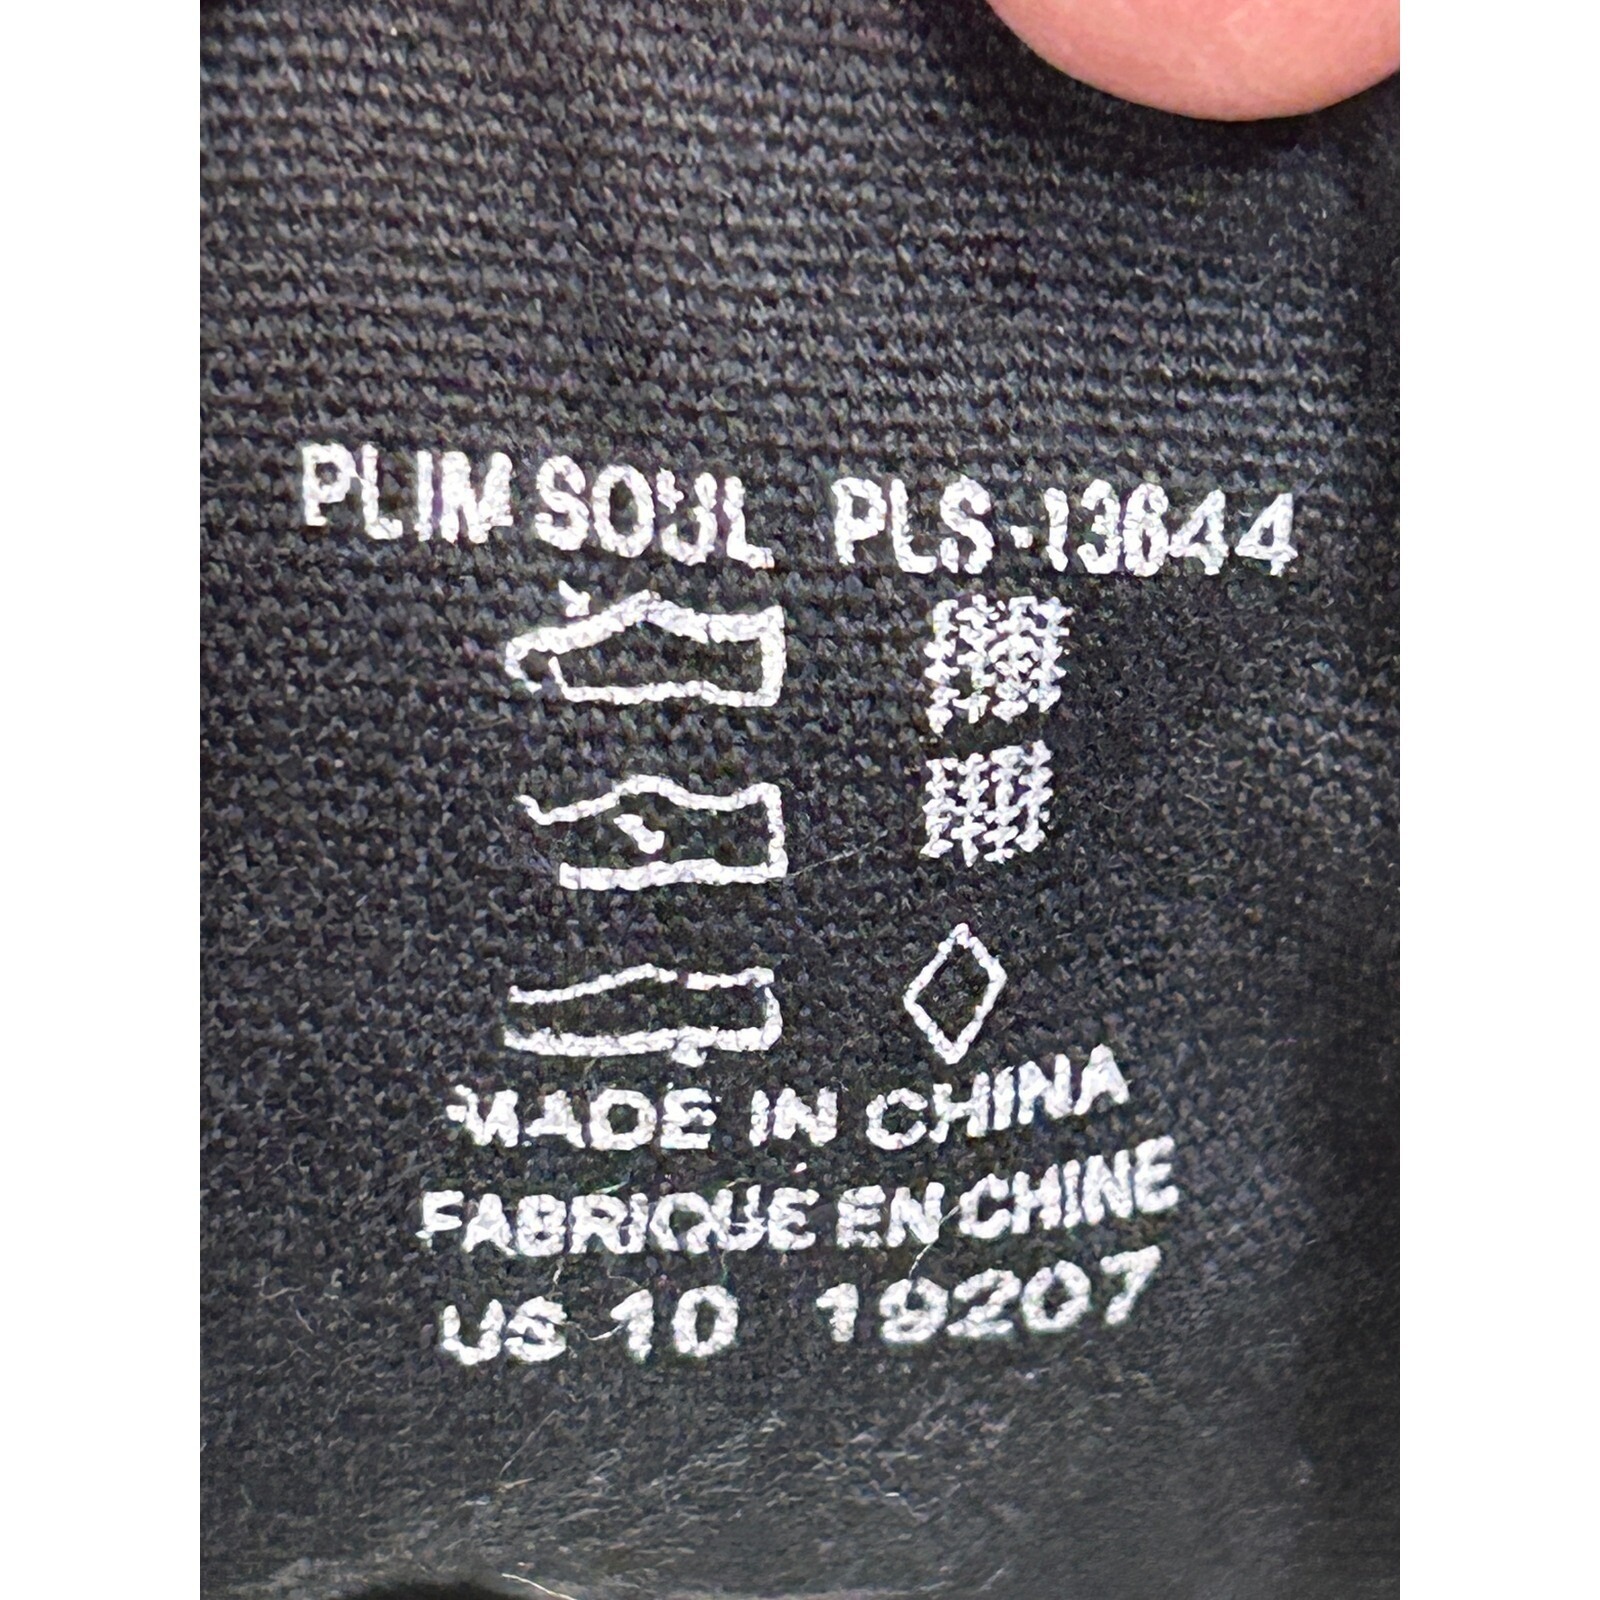 PLIM SOUL PLS-13644
MADE IN CHINA
FABRIQUE EN CHINE
US 10 19207